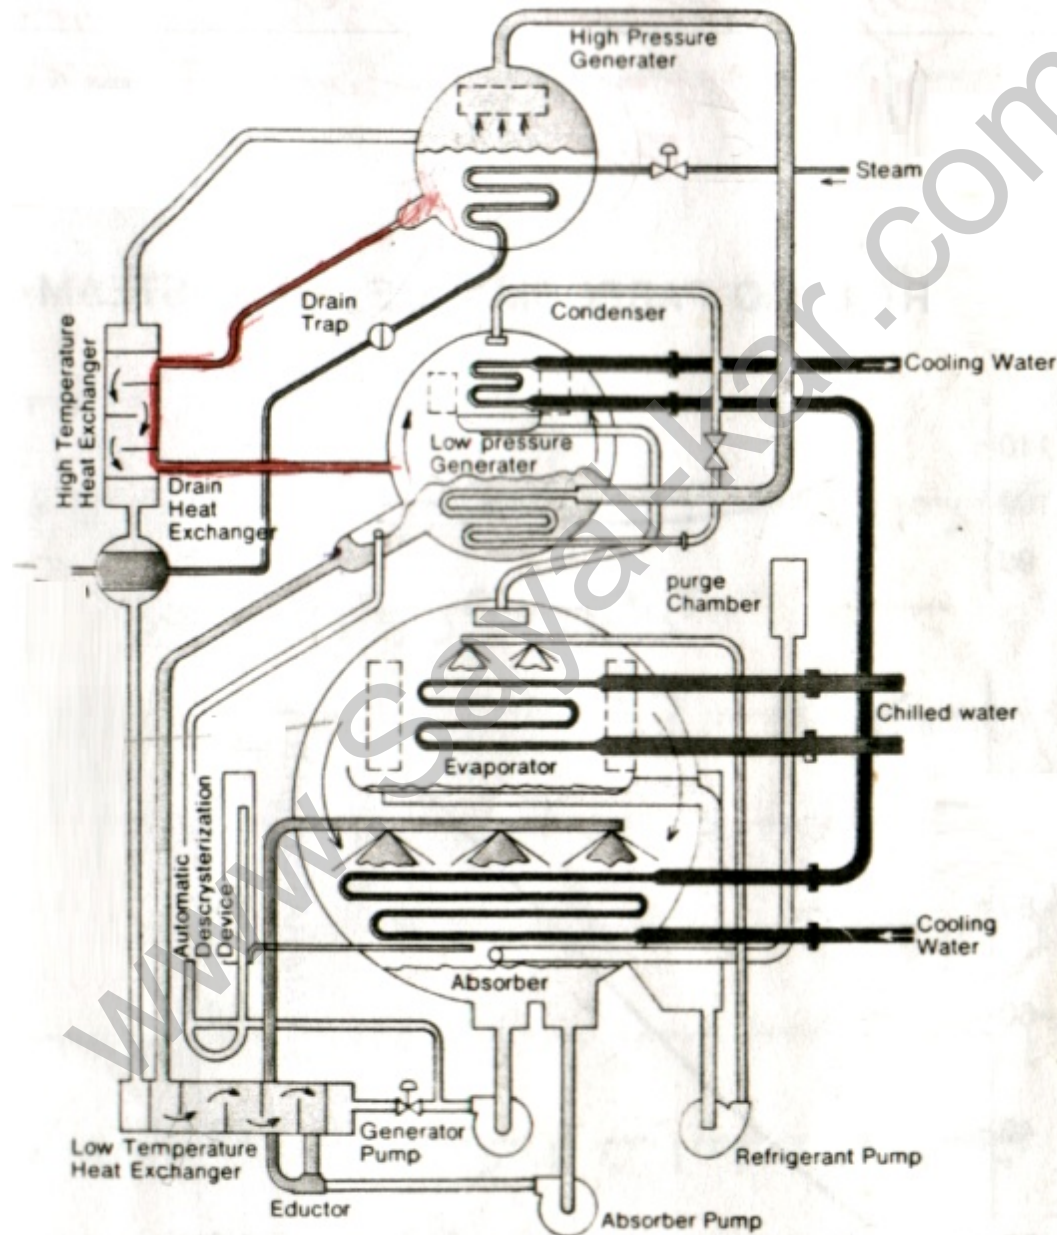 High Pressure
Generater
Steam
Drain
Trap
Condenser
Cooling Water
High Temperature
Heat Exchanger
Low pressure
Generater
Drain
Heat
Exchanger
purge
Chamber
Chilled water
Evaporator
Automatic
Descrysterization
Device
Cooling
Water
Absorber
Generator
Pump
Low Temperature
Heat Exchanger
Refrigerant Pump
Eductor
Absorber Pump
www.Sayal-kar.com